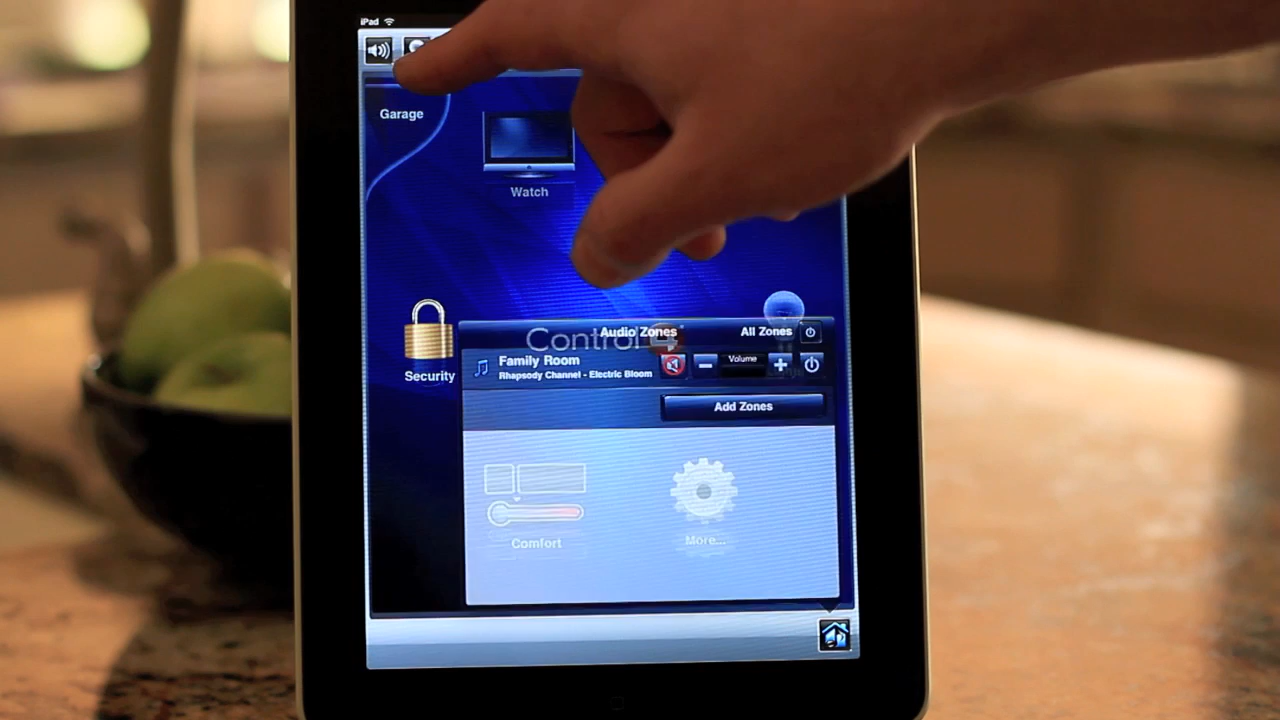 iPad
Garage
Watch
Audio Zones
All Zones
Control4
Family Room
Volume
Rhapsody Channel - Electric Bloom
Security
Add Zones
Comfort
More...